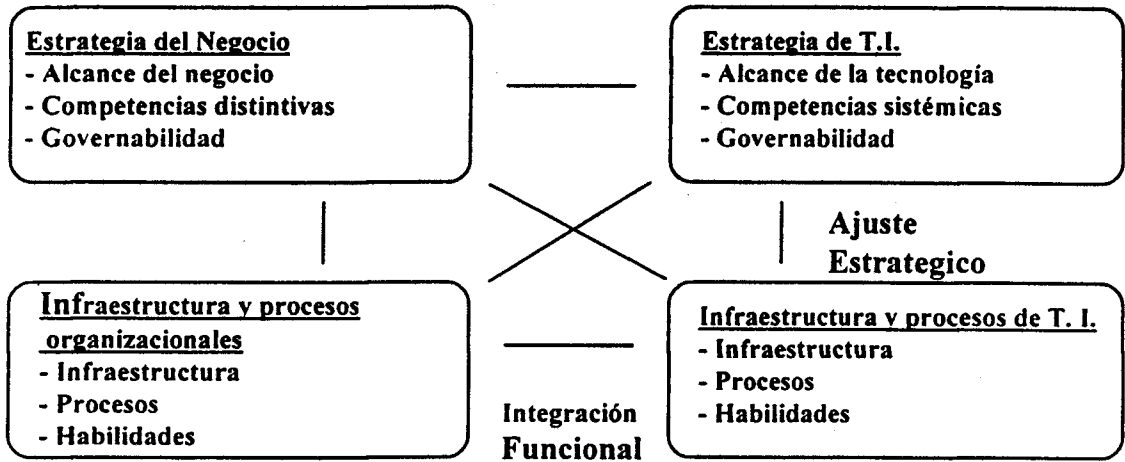 Estrategia del Negocio
- Alcance del negocio
- Competencias distintivas
- Governabilidad
Estrategia de T.I.
- Alcance de la tecnología
- Competencias sistémicas
- Governabilidad
Ajuste
Estrategico
Infraestructura y procesos
organizacionales
- Infraestructura
- Procesos
- Habilidades
Integración
Funcional
Infraestructura y procesos de T. I.
- Infraestructura
- Procesos
- Habilidades